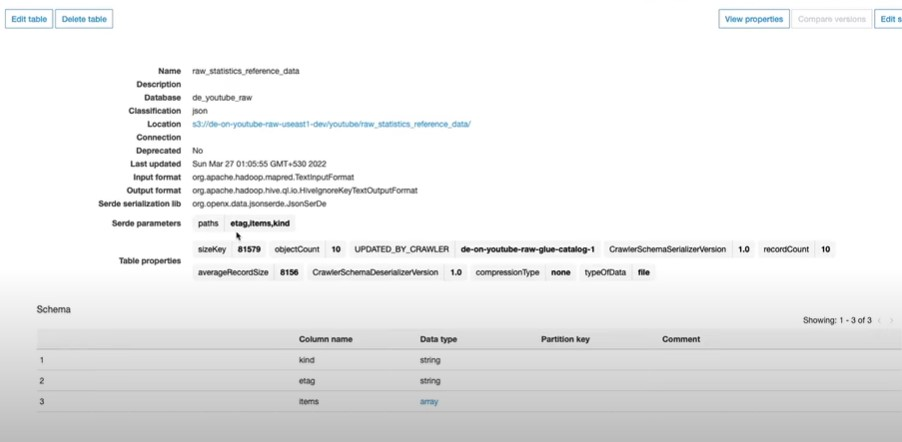 Edit table Delete table View properties Compare versions Edit s
Name raw_statistics_reference_data
Description
Database de_youtube_raw
Classification json
Location s3://de-on-youtube-raw-useast1-dev/youtube/raw_statistics_reference_data/
Connection
Deprecated No
Last updated Sun Mar 27 01:05:55 GMT+530 2022
Input format org.apache.hadoop.mapred.TextInputFormat
Output format org.apache.hadoop.hive.ql.io.HiveIgnoreKeyTextOutputFormat
Serde serialization lib org.openx.data.jsonserde.JsonSerDe
Serde parameters paths etag,items,kind
Table properties
sizeKey 81579 objectCount 10 UPDATED_BY_CRAWLER de-on-youtube-raw-glue-catalog-1 CrawlerSchemaSerializerVersion 1.0 recordCount 10
averageRecordSize 8156 CrawlerSchemaDeserializerVersion 1.0 compressionType none typeOfData file
Schema
Showing: 1 - 3 of 3 < >
Column name Data type Partition key Comment
1 kind string
2 etag string
3 items array